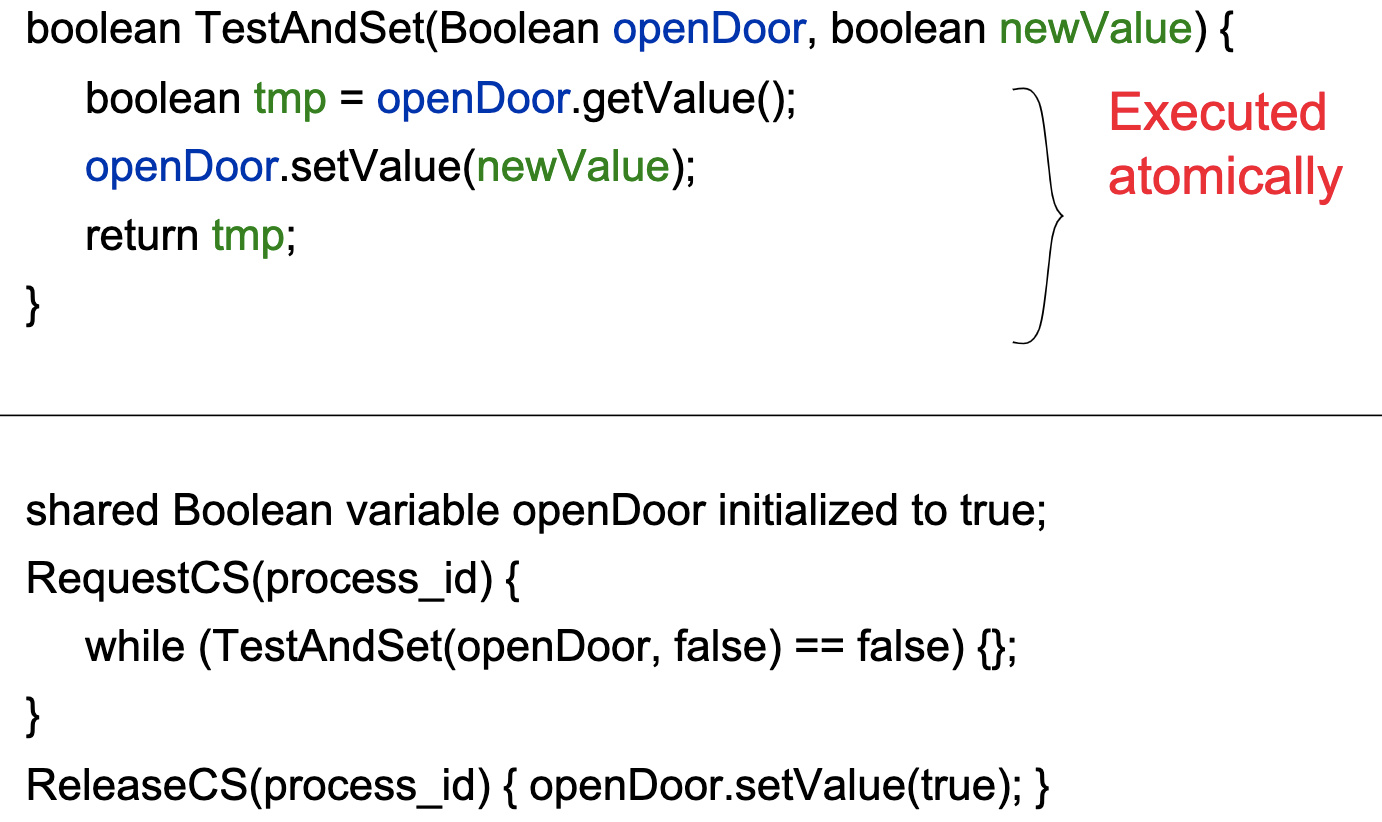 boolean TestAndSet(Boolean openDoor, boolean newValue) {
boolean tmp = openDoor.getValue();
openDoor.setValue(newValue);
return tmp;
}
Executed
atomically
shared Boolean variable openDoor initialized to true;
RequestCS(process_id) {
while (TestAndSet(openDoor, false) == false) {};
}
ReleaseCS(process_id) { openDoor.setValue(true); }